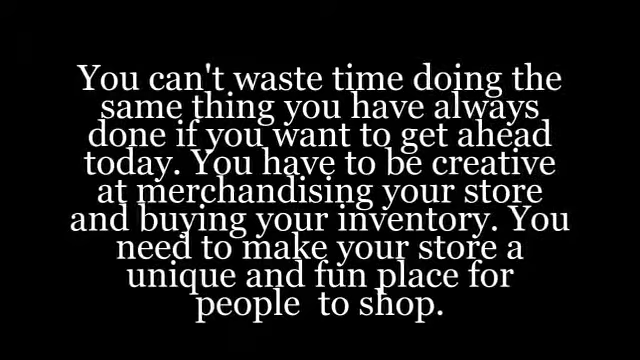 You can't waste time doing the
same thing you have always
done if you want to get ahead
today. You have to be creative
at merchandising your store
and buying your inventory. You
need to make your store a
unique and fun place for
people  to shop.